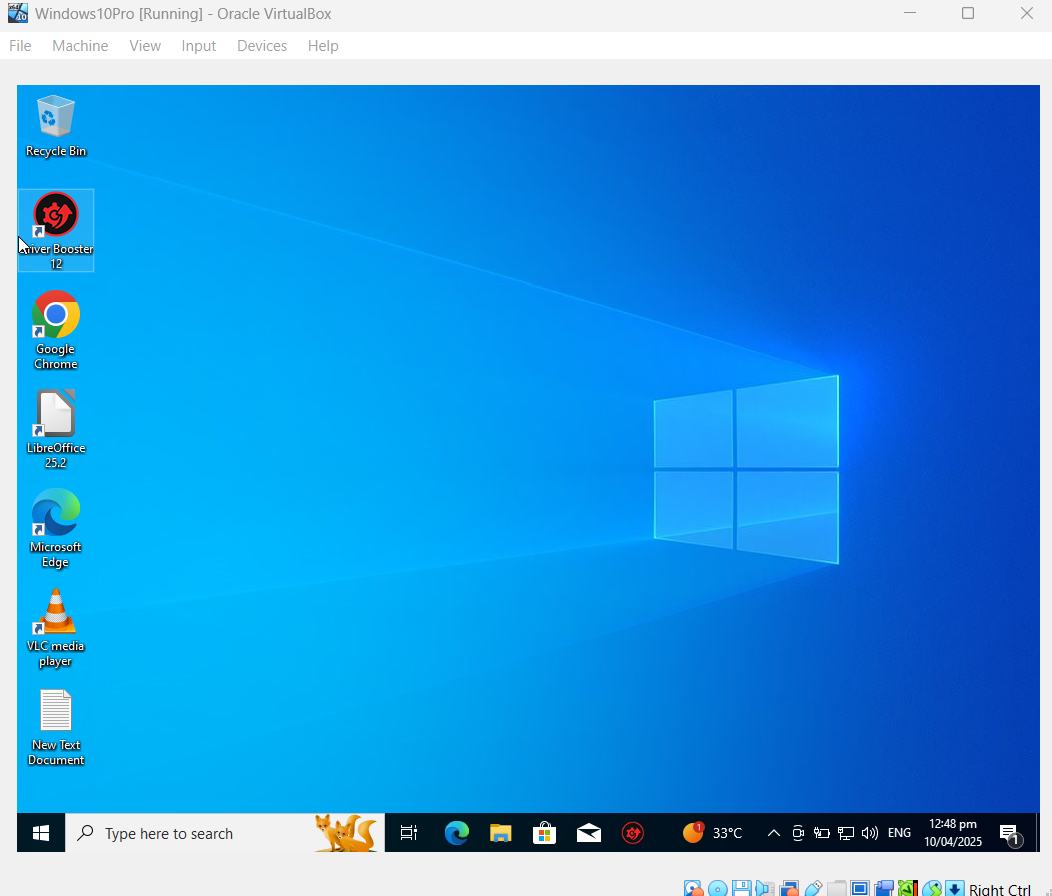 Windows10Pro [Running] - Oracle VirtualBox
File Machine View Input Devices Help
Recycle Bin
river Booster
12
Google
Chrome
LibreOffice
25.2
Microsoft
Edge
VLC media
player
New Text
Document
Type here to search
1
33°C
ENG
12:48 pm
10/04/2025
1
Right Ctrl